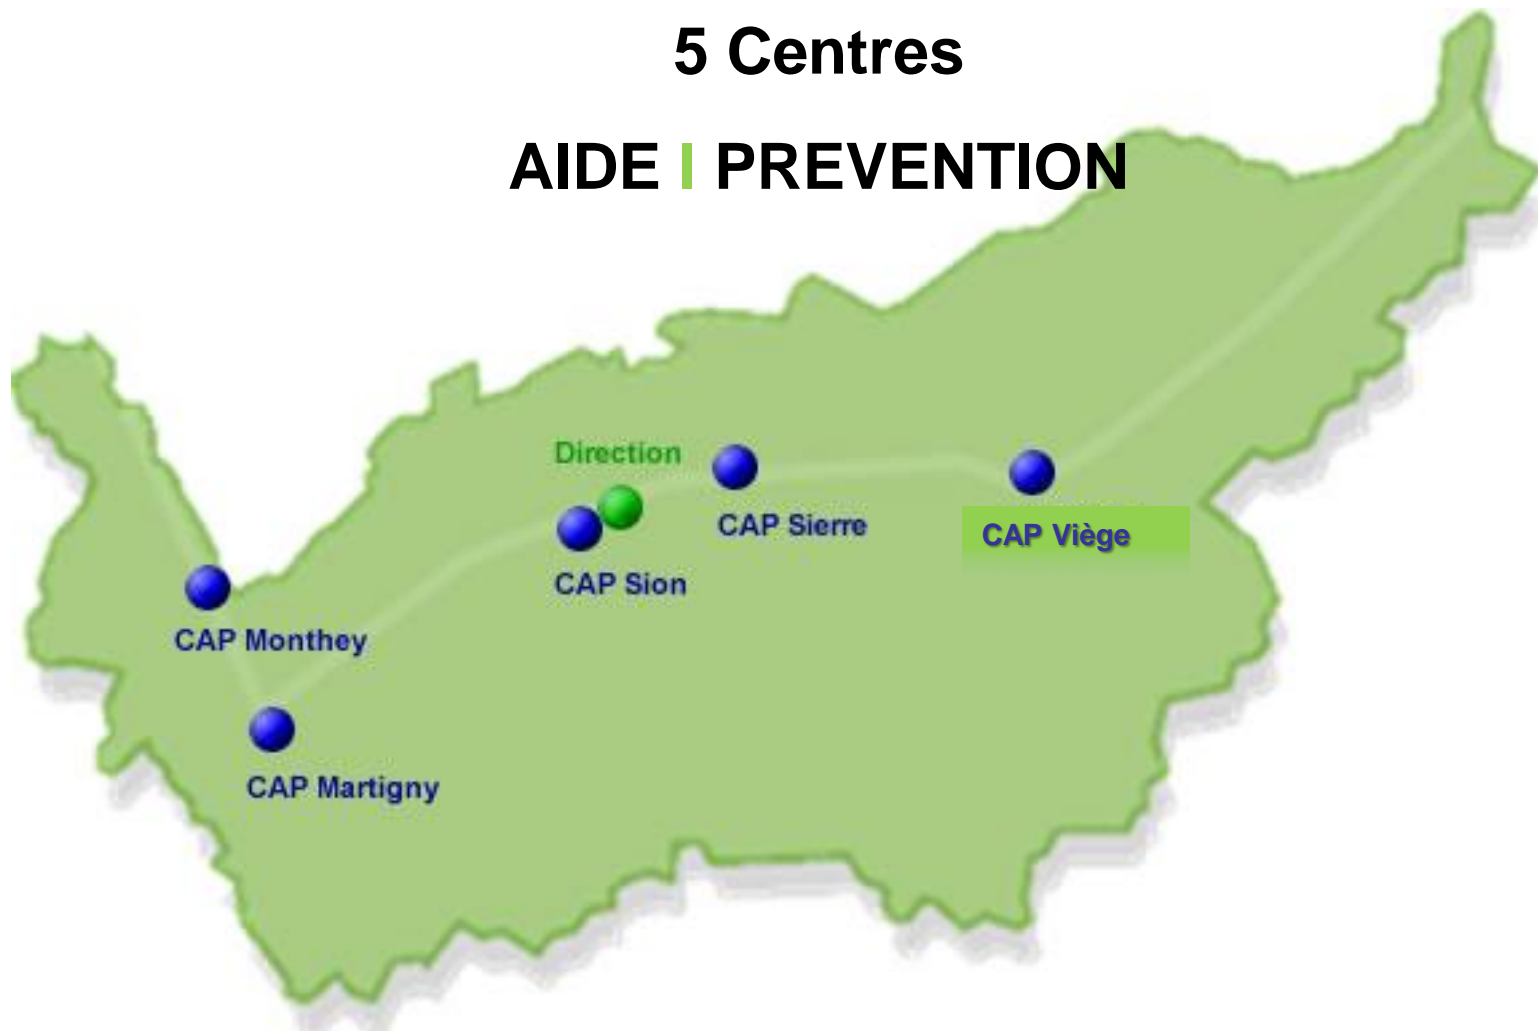 5 Centres
AIDE I PREVENTION
Direction
CAP Sierre
CAP Viège
CAP Sion
CAP Monthey
CAP Martigny